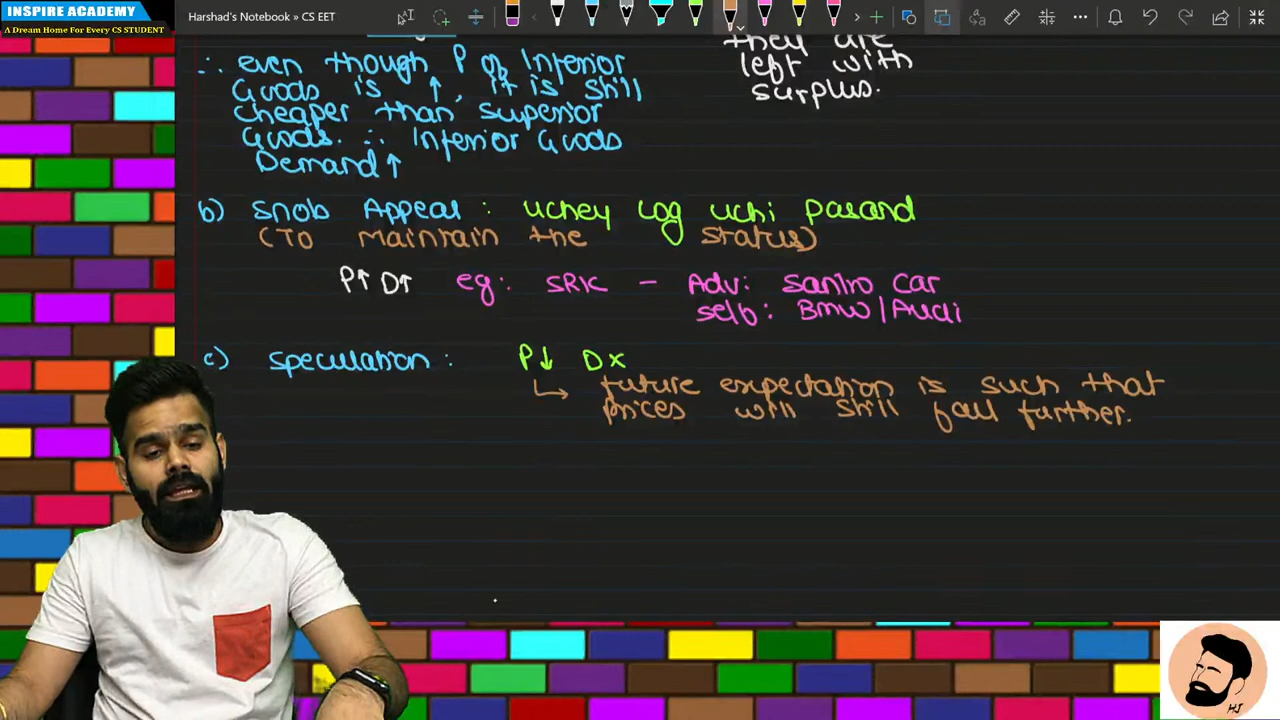 INSPIRE ACADEMY
A Dream Home For Every CS STUDENT
Harshad's Notebook » CS EET
they are
left with
surplus.
∴ even though P of Inferior
Goods is ↑, it is still
cheaper than superior
Goods. ∴ Inferior Goods
Demand ↑
b) Snob Appeal : uchey log uchi pasand
(To Maintain the status)
P↑ D↑ eg: SRK – Adv: Santro Car
self: BMW/Audi
c) speculation : P↓ Dx
↳ future expectation is such that
prices will still fall further.
HJ